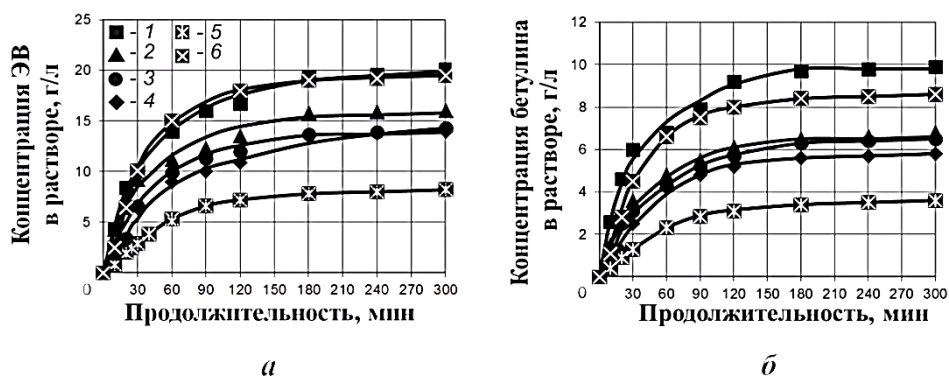 Концентрация ЭВ
в растворе, г/л
25
20
15
10
5
0
- 1
- 2
- 3
- 4
- 5
- 6
30 60 90 120 150 180 210 240 270 300
Продолжительность, мин
а
Концентрация бетулина
в растворе, г/л
12
10
8
6
4
2
0
30 60 90 120 150 180 210 240 270 300
Продолжительность, мин
б